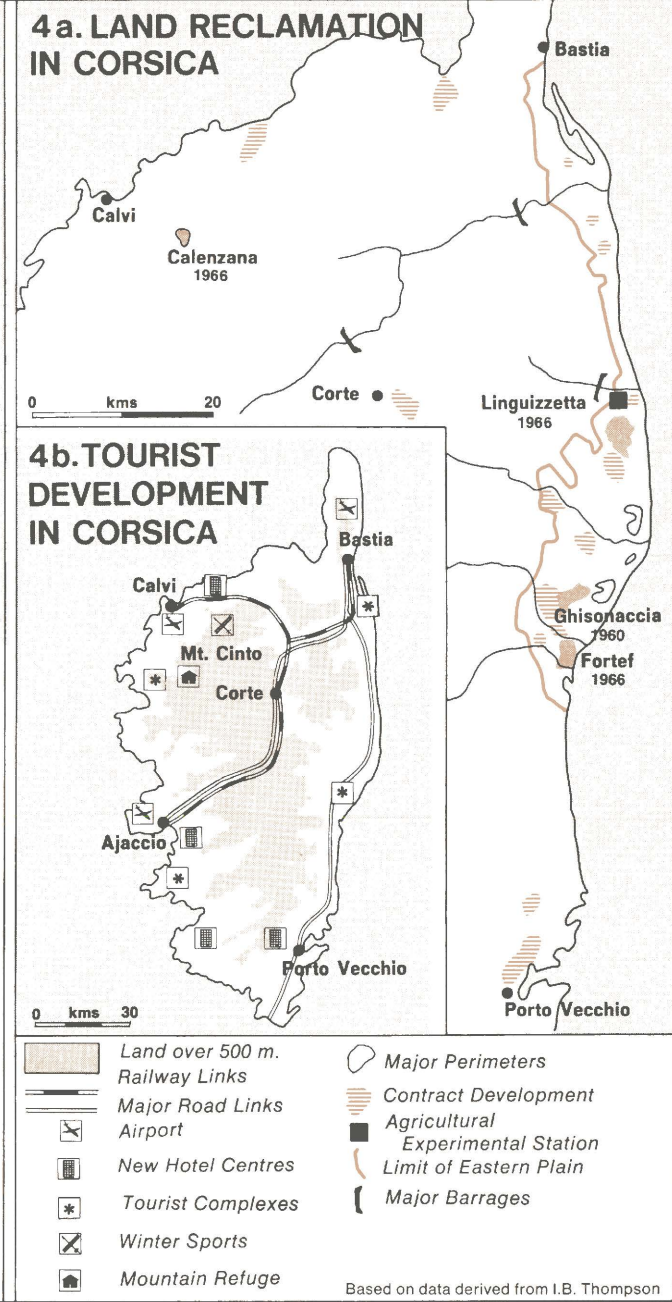 4a. LAND RECLAMATION
IN CORSICA
Bastia
Calvi
Calenzana
1966
0 kms 20
Corte
Linguizzetta
1966
Ghisonaccia
1960
Fortef
1966
Porto Vecchio
4b. TOURIST
DEVELOPMENT
IN CORSICA
Bastia
Calvi
Mt. Cinto
Corte
Ajaccio
Porto Vecchio
0 kms 30
Land over 500 m.
Railway Links
Major Road Links
Airport
New Hotel Centres
Tourist Complexes
Winter Sports
Mountain Refuge
Major Perimeters
Contract Development
Agricultural
Experimental Station
Limit of Eastern Plain
Major Barrages
Based on data derived from I.B. Thompson